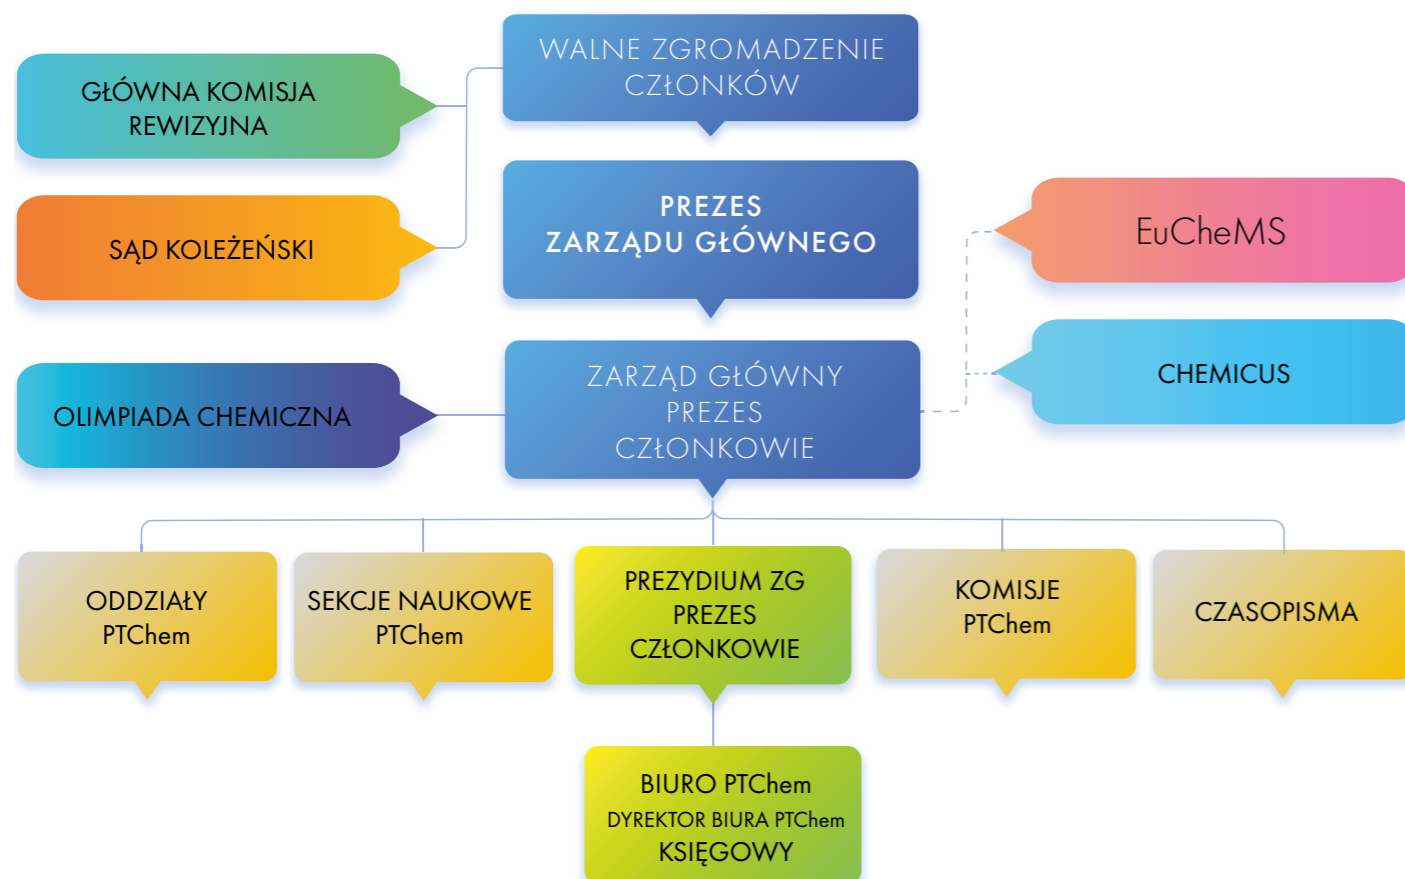 WALNE ZGROMADZENIE
CZŁONKÓW
GŁÓWNA KOMISJA
REWIZYJNA
PREZES
ZARZĄDU GŁÓWNEGO
SĄD KOLEŻEŃSKI
EuCheMS
ZARZĄD GŁÓWNY
PREZES
CZŁONKOWIE
OLIMPIADA CHEMICZNA
CHEMICUS
ODDZIAŁY
PTChem
SEKCJE NAUKOWE
PTChem
PREZYDIUM ZG
PREZES
CZŁONKOWIE
KOMISJE
PTChem
CZASOPISMA
BIURO PTChem
DYREKTOR BIURA PTChem
KSIĘGOWY